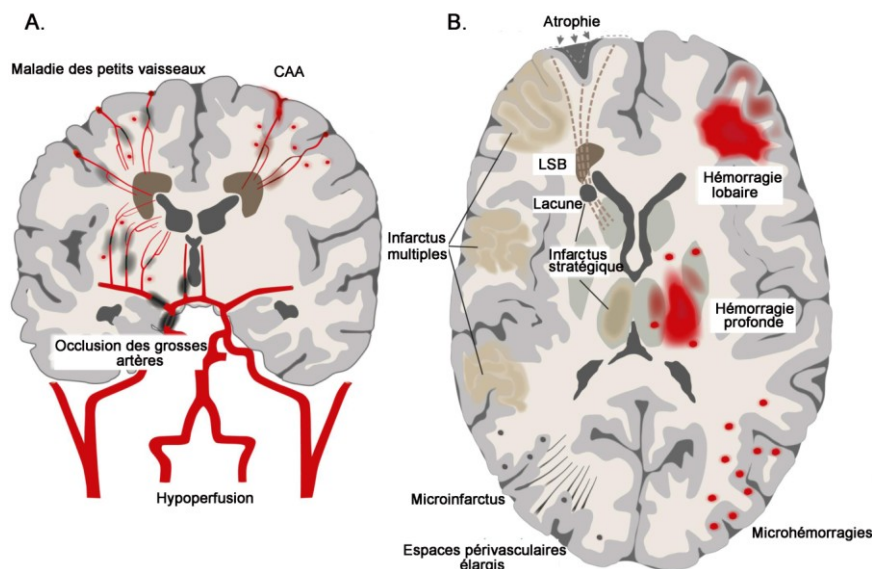 A.
Maladie des petits vaisseaux
CAA
Occlusion des grosses
artères
Hypoperfusion
B.
Atrophie
LSB
Lacune
Hémorragie
lobaire
Infarctus
multiples
Infarctus
stratégique
Hémorragie
profonde
Microinfarctus
Espaces périvasculaires
élargis
Microhémorragies